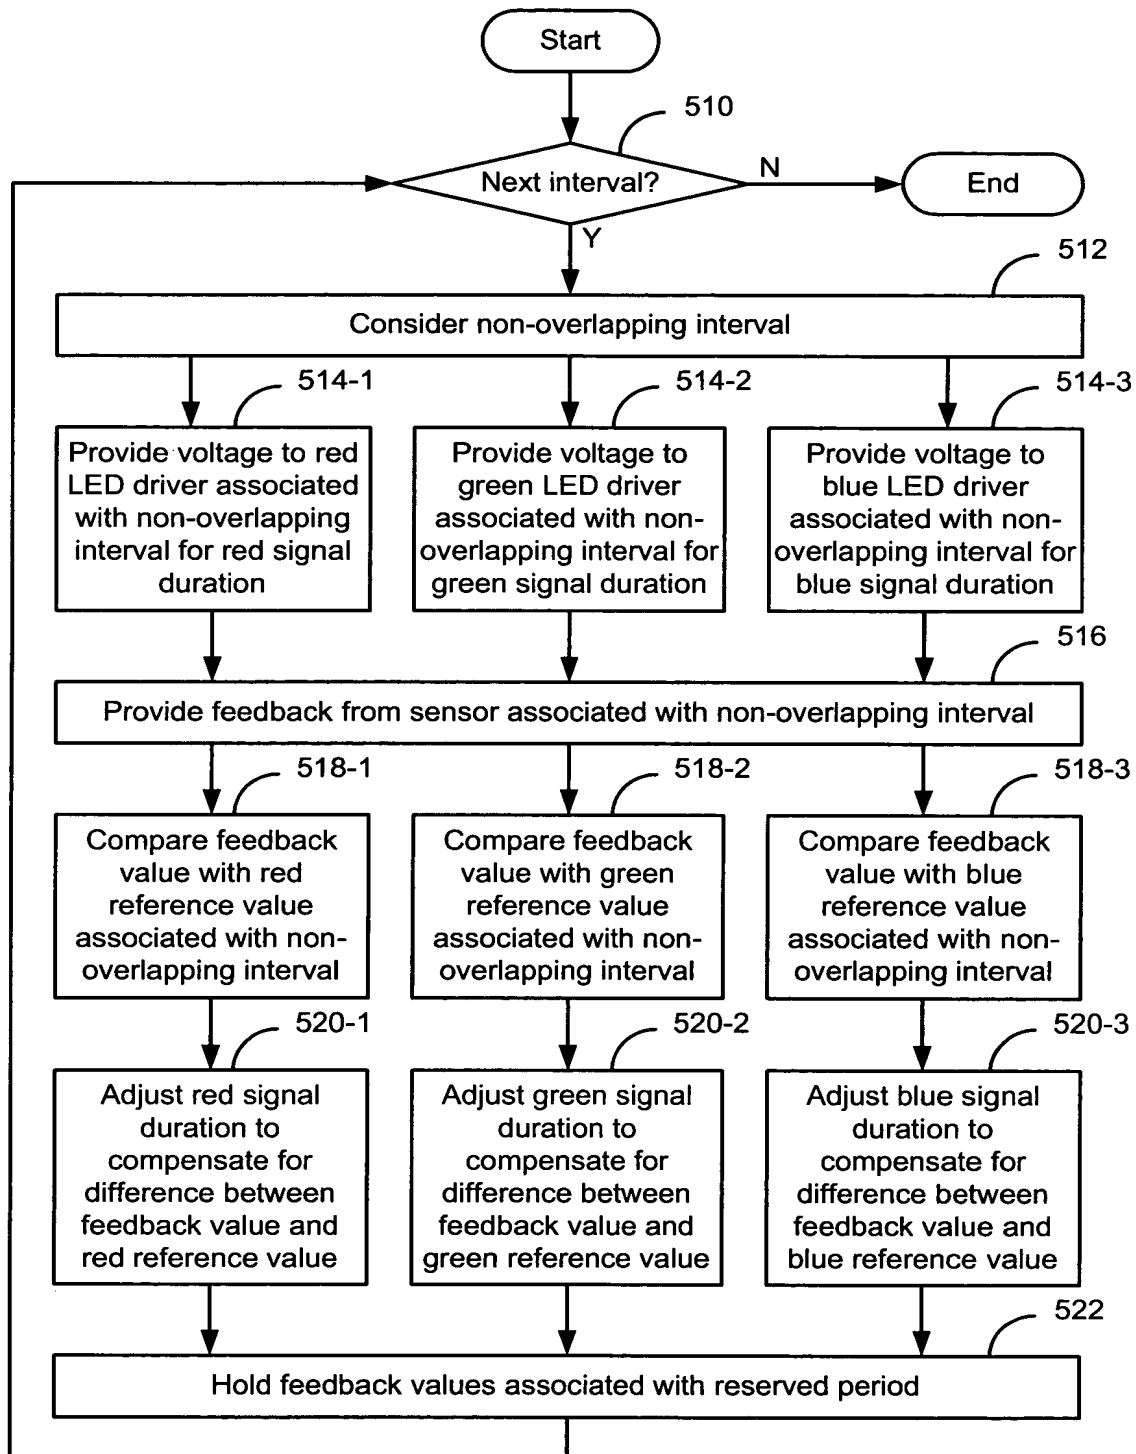 Start
510
Next interval?
N
End
Y
512
Consider non-overlapping interval
514-1
514-2
514-3
Provide voltage to red
LED driver associated
with non-overlapping
interval for red signal
duration
Provide voltage to
green LED driver
associated with non-
overlapping interval for
green signal duration
Provide voltage to
blue LED driver
associated with non-
overlapping interval for
blue signal duration
516
Provide feedback from sensor associated with non-overlapping interval
518-1
518-2
518-3
Compare feedback
value with red
reference value
associated with non-
overlapping interval
Compare feedback
value with green
reference value
associated with non-
overlapping interval
Compare feedback
value with blue
reference value
associated with non-
overlapping interval
520-1
520-2
520-3
Adjust red signal
duration to
compensate for
difference between
feedback value and
red reference value
Adjust green signal
duration to
compensate for
difference between
feedback value and
green reference value
Adjust blue signal
duration to
compensate for
difference between
feedback value and
blue reference value
522
Hold feedback values associated with reserved period